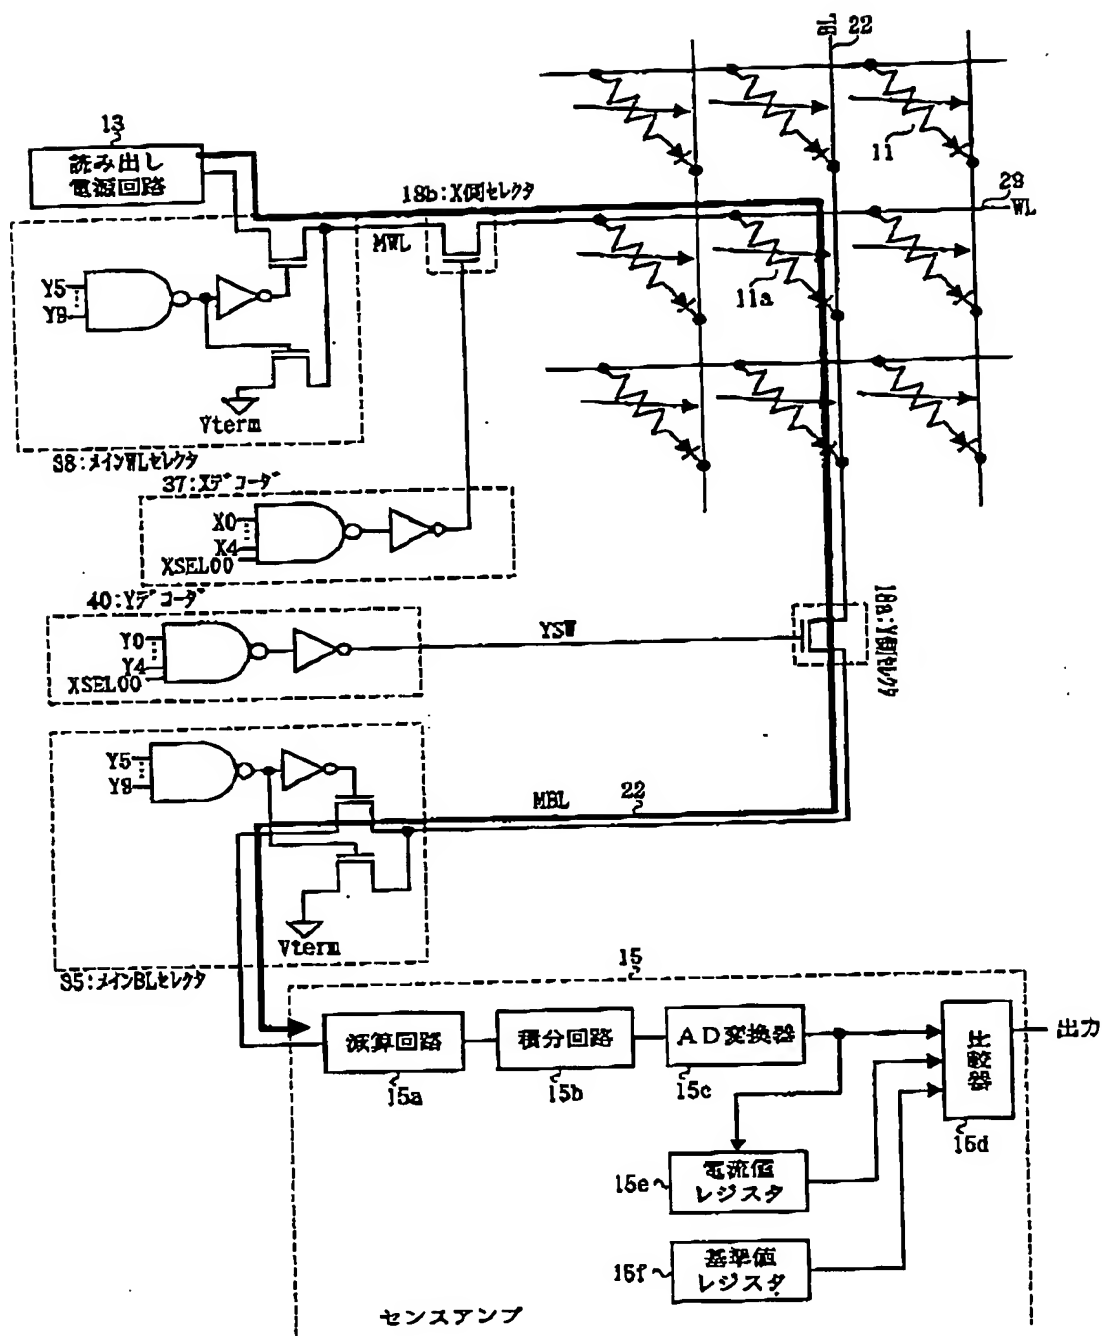 BL 22
13
読み出し
電源回路
11
18b:X側セレクタ
29
WL
MWL
11a
Y5
Y9
Vterm
38:メインWLセレクタ
37:Xデコーダ
X0
X4
XSEL00
40:Yデコーダ
Y0
Y4
XSEL00
YSW
18a:Y側セレクタ
Y5
Y9
MBL
22
Vterm
35:メインBLセレクタ
15
減算回路
積分回路
AD変換器
比較器
出力
15a
15b
15c
15d
15e
電流値
レジスタ
15f
基準値
レジスタ
センスアンプ